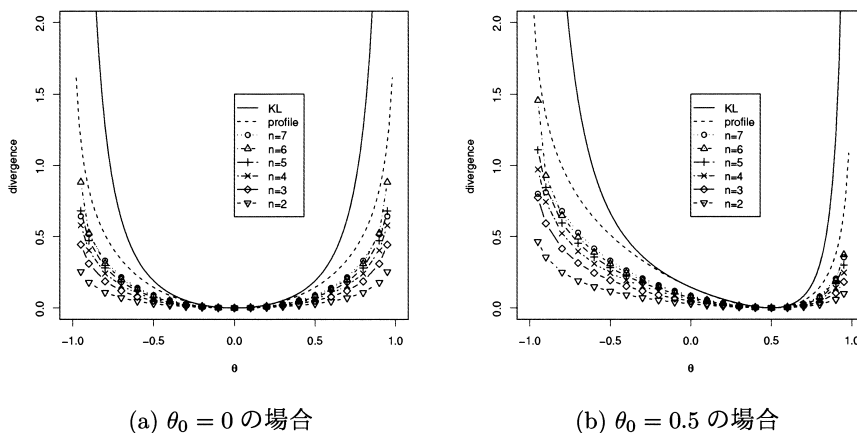 2.0
1.5
1.0
0.5
0.0
divergence
KL
profile
n=7
n=6
n=5
n=4
n=3
n=2
-1.0 -0.5 0.0 0.5 1.0
θ
(a) θ₀ = 0 の場合
2.0
1.5
1.0
0.5
0.0
divergence
KL
profile
n=7
n=6
n=5
n=4
n=3
n=2
-1.0 -0.5 0.0 0.5 1.0
θ
(b) θ₀ = 0.5 の場合